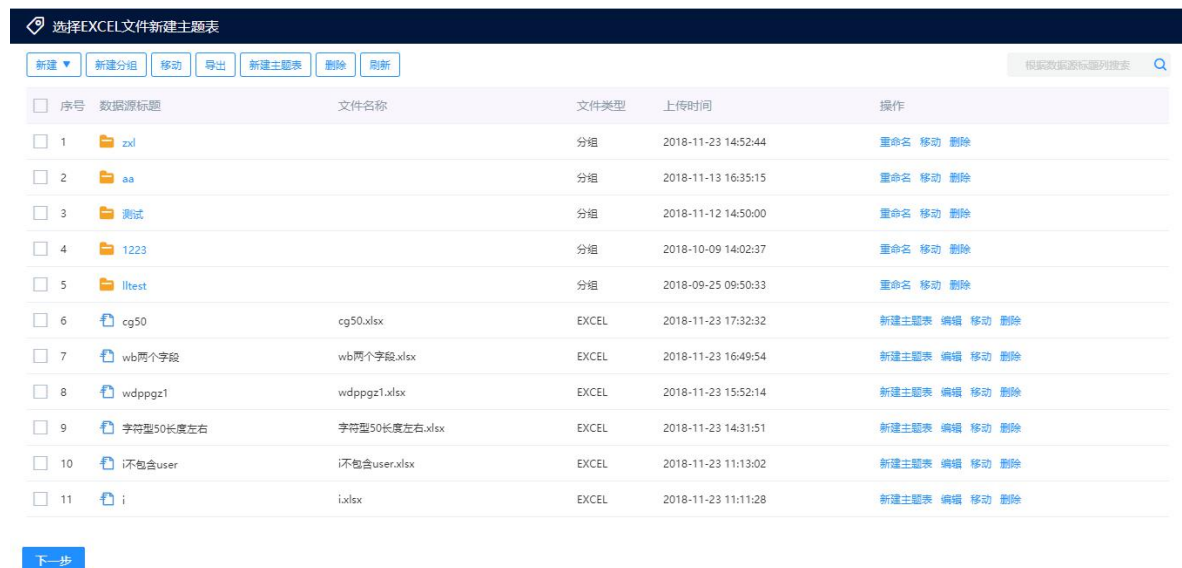 选择EXCEL文件新建主题表
新建 ▼ 新建分组 移动 导出 新建主题表 删除 刷新 根据数据源标题列搜索
序号 数据源标题 文件名称 文件类型 上传时间 操作
1 zxl 分组 2018-11-23 14:52:44 重命名 移动 删除
2 aa 分组 2018-11-13 16:35:15 重命名 移动 删除
3 测试 分组 2018-11-12 14:50:00 重命名 移动 删除
4 1223 分组 2018-10-09 14:02:37 重命名 移动 删除
5 lltest 分组 2018-09-25 09:50:33 重命名 移动 删除
6 cg50 cg50.xlsx EXCEL 2018-11-23 17:32:32 新建主题表 编辑 移动 删除
7 wb两个字段 wb两个字段.xlsx EXCEL 2018-11-23 16:49:54 新建主题表 编辑 移动 删除
8 wdppgz1 wdppgz1.xlsx EXCEL 2018-11-23 15:52:14 新建主题表 编辑 移动 删除
9 字符型50长度左右 字符型50长度左右.xlsx EXCEL 2018-11-23 14:31:51 新建主题表 编辑 移动 删除
10 i不包含user i不包含user.xlsx EXCEL 2018-11-23 11:13:02 新建主题表 编辑 移动 删除
11 i i.xlsx EXCEL 2018-11-23 11:11:28 新建主题表 编辑 移动 删除
下一步